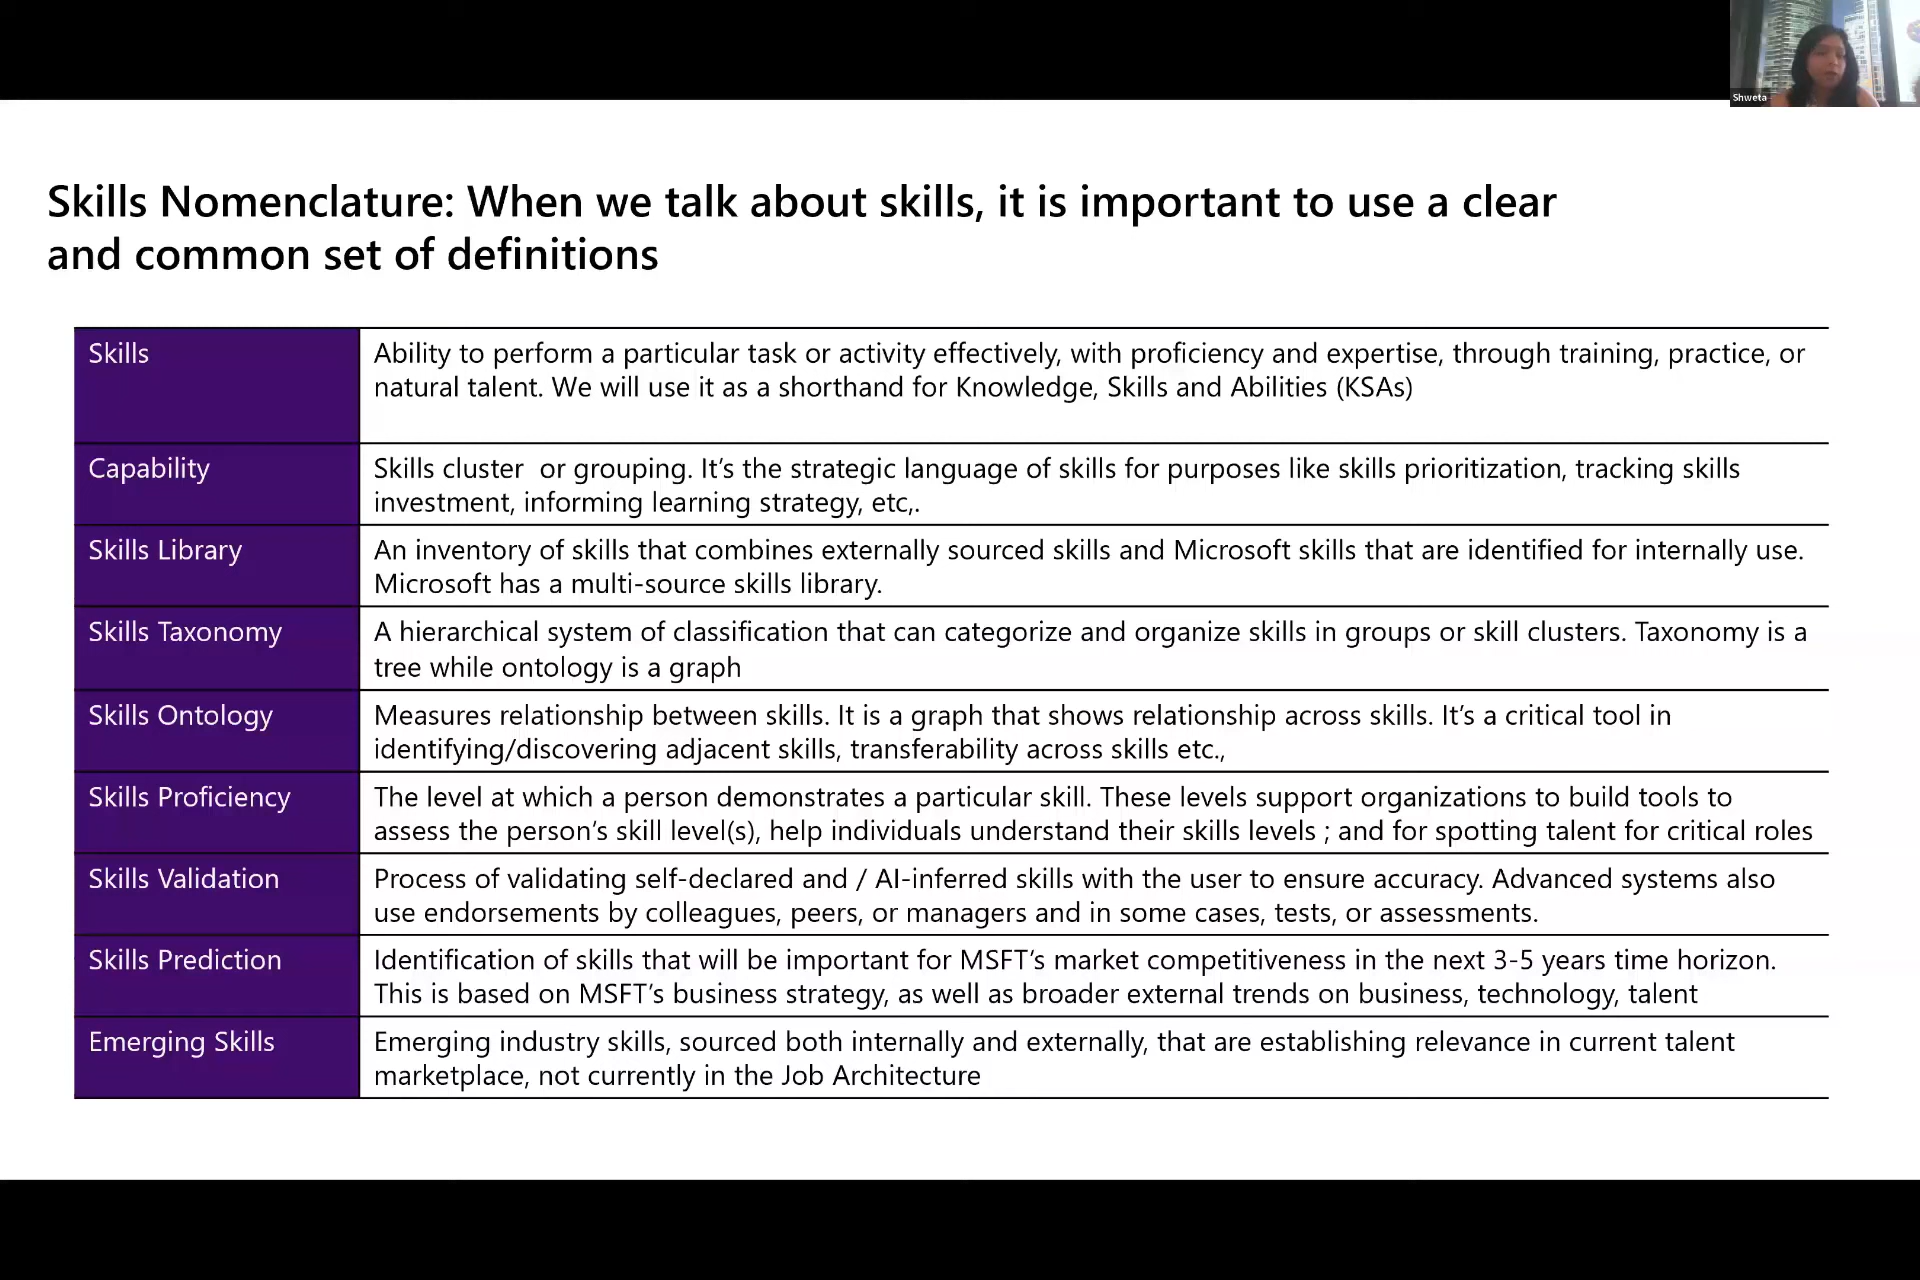 Shweta
Skills Nomenclature: When we talk about skills, it is important to use a clear
and common set of definitions
Skills
Ability to perform a particular task or activity effectively, with proficiency and expertise, through training, practice, or
natural talent. We will use it as a shorthand for Knowledge, Skills and Abilities (KSAs)
Capability
Skills cluster  or grouping. It’s the strategic language of skills for purposes like skills prioritization, tracking skills
investment, informing learning strategy, etc,.
Skills Library
An inventory of skills that combines externally sourced skills and Microsoft skills that are identified for internally use.
Microsoft has a multi-source skills library.
Skills Taxonomy
A hierarchical system of classification that can categorize and organize skills in groups or skill clusters. Taxonomy is a
tree while ontology is a graph
Skills Ontology
Measures relationship between skills. It is a graph that shows relationship across skills. It’s a critical tool in
identifying/discovering adjacent skills, transferability across skills etc.,
Skills Proficiency
The level at which a person demonstrates a particular skill. These levels support organizations to build tools to
assess the person’s skill level(s), help individuals understand their skills levels ; and for spotting talent for critical roles
Skills Validation
Process of validating self-declared and / AI-inferred skills with the user to ensure accuracy. Advanced systems also
use endorsements by colleagues, peers, or managers and in some cases, tests, or assessments.
Skills Prediction
Identification of skills that will be important for MSFT’s market competitiveness in the next 3-5 years time horizon.
This is based on MSFT’s business strategy, as well as broader external trends on business, technology, talent
Emerging Skills
Emerging industry skills, sourced both internally and externally, that are establishing relevance in current talent
marketplace, not currently in the Job Architecture